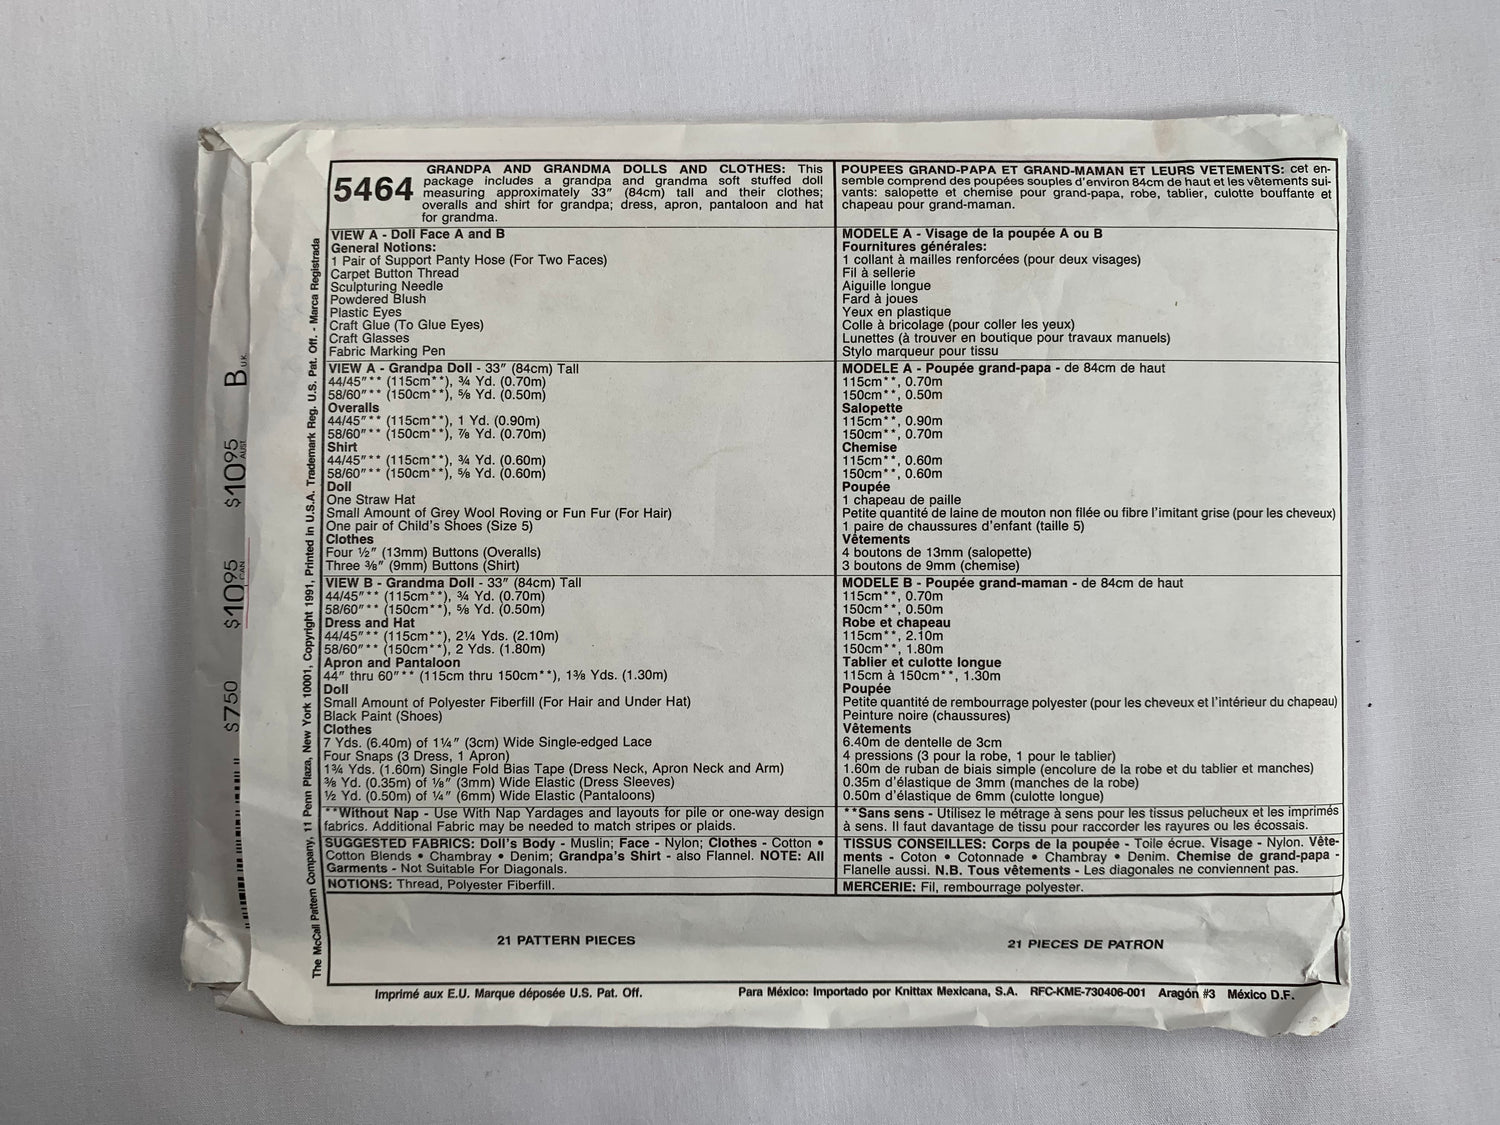 5464
GRANDPA AND GRANDMA DOLLS AND CLOTHES: This
package includes a grandpa and grandma soft stuffed doll
measuring approximately 33" (84cm) tall and their clothes;
overalls and shirt for grandpa; dress, apron, pantaloon and hat
for grandma.
VIEW A - Doll Face A and B
General Notions:
1 Pair of Support Panty Hose (For Two Faces)
Carpet Button Thread
Sculpturing Needle
Powdered Blush
Plastic Eyes
Craft Glue (To Glue Eyes)
Craft Glasses
Fabric Marking Pen
VIEW A - Grandpa Doll - 33" (84cm) Tall
44/45"** (115cm**), ¾ Yd. (0.70m)
58/60"** (150cm**), ⅝ Yd. (0.50m)
Overalls
44/45"** (115cm**), 1 Yd. (0.90m)
58/60"** (150cm**), ⅞ Yd. (0.70m)
Shirt
44/45"** (115cm**), ¾ Yd. (0.60m)
58/60"** (150cm**), ⅝ Yd. (0.60m)
Doll
One Straw Hat
Small Amount of Grey Wool Roving or Fun Fur (For Hair)
One pair of Child's Shoes (Size 5)
Clothes
Four ½" (13mm) Buttons (Overalls)
Three ⅜" (9mm) Buttons (Shirt)
VIEW B - Grandma Doll - 33" (84cm) Tall
44/45"** (115cm**), ¾ Yd. (0.70m)
58/60"** (150cm**), ⅝ Yd. (0.50m)
Dress and Hat
44/45"** (115cm**), 2¼ Yds. (2.10m)
58/60"** (150cm**), 2 Yds. (1.80m)
Apron and Pantaloon
44" thru 60"** (115cm thru 150cm**), 1⅜ Yds. (1.30m)
Doll
Small Amount of Polyester Fiberfill (For Hair and Under Hat)
Black Paint (Shoes)
Clothes
7 Yds. (6.40m) of 1¼" (3cm) Wide Single-edged Lace
Four Snaps (3 Dress, 1 Apron)
1¾ Yds. (1.60m) Single Fold Bias Tape (Dress Neck, Apron Neck and Arm)
⅜ Yd. (0.35m) of ⅛" (3mm) Wide Elastic (Dress Sleeves)
½ Yd. (0.50m) of ¼" (6mm) Wide Elastic (Pantaloons)
**Without Nap - Use With Nap Yardages and layouts for pile or one-way design
fabrics. Additional Fabric may be needed to match stripes or plaids.
SUGGESTED FABRICS: Doll's Body - Muslin; Face - Nylon; Clothes - Cotton •
Cotton Blends • Chambray • Denim; Grandpa's Shirt - also Flannel. NOTE: All
Garments - Not Suitable For Diagonals.
NOTIONS: Thread, Polyester Fiberfill.
21 PATTERN PIECES
POUPEES GRAND-PAPA ET GRAND-MAMAN ET LEURS VETEMENTS: cet en-
semble comprend des poupées souples d'environ 84cm de haut et les vêtements sui-
vants: salopette et chemise pour grand-papa, robe, tablier, culotte bouffante et
chapeau pour grand-maman.
MODELE A - Visage de la poupée A ou B
Fournitures générales:
1 collant à mailles renforcées (pour deux visages)
Fil à sellerie
Aiguille longue
Fard à joues
Yeux en plastique
Colle à bricolage (pour coller les yeux)
Lunettes (à trouver en boutique pour travaux manuels)
Stylo marqueur pour tissu
MODELE A - Poupée grand-papa - de 84cm de haut
115cm**, 0.70m
150cm**, 0.50m
Salopette
115cm**, 0.90m
150cm**, 0.70m
Chemise
115cm**, 0.60m
150cm**, 0.60m
Poupée
1 chapeau de paille
Petite quantité de laine de mouton non filée ou fibre l'imitant grise (pour les cheveux)
1 paire de chaussures d'enfant (taille 5)
Vêtements
4 boutons de 13mm (salopette)
3 boutons de 9mm (chemise)
MODELE B - Poupée grand-maman - de 84cm de haut
115cm**, 0.70m
150cm**, 0.50m
Robe et chapeau
115cm**, 2.10m
150cm**, 1.80m
Tablier et culotte longue
115cm à 150cm**, 1.30m
Poupée
Petite quantité de rembourrage polyester (pour les cheveux et l'intérieur du chapeau)
Peinture noire (chaussures)
Vêtements
6.40m de dentelle de 3cm
4 pressions (3 pour la robe, 1 pour le tablier)
1.60m de ruban de biais simple (encolure de la robe et du tablier et manches)
0.35m d'élastique de 3mm (manches de la robe)
0.50m d'élastique de 6mm (culotte longue)
**Sans sens - Utilisez le métrage à sens pour les tissus pelucheux et les imprimés
à sens. Il faut davantage de tissu pour raccorder les rayures ou les écossais.
TISSUS CONSEILLES: Corps de la poupée - Toile écrue. Visage - Nylon. Vête-
ments - Coton • Cotonnade • Chambray • Denim. Chemise de grand-papa -
Flanelle aussi. N.B. Tous vêtements - Les diagonales ne conviennent pas.
MERCERIE: Fil, rembourrage polyester.
21 PIECES DE PATRON
Imprimé aux E.U. Marque déposée U.S. Pat. Off.
Para México: Importado por Knittax Mexicana, S.A. RFC-KME-730406-001 Aragón #3 México D.F.
The McCall Pattern Company, 11 Penn Plaza, New York 10001, Copyright 1991, Printed in U.S.A. Trademark Reg. U.S. Pat. Off. - Marca Registrada
$7.50 $10.95 CAN $10.95 AUST B U.K.